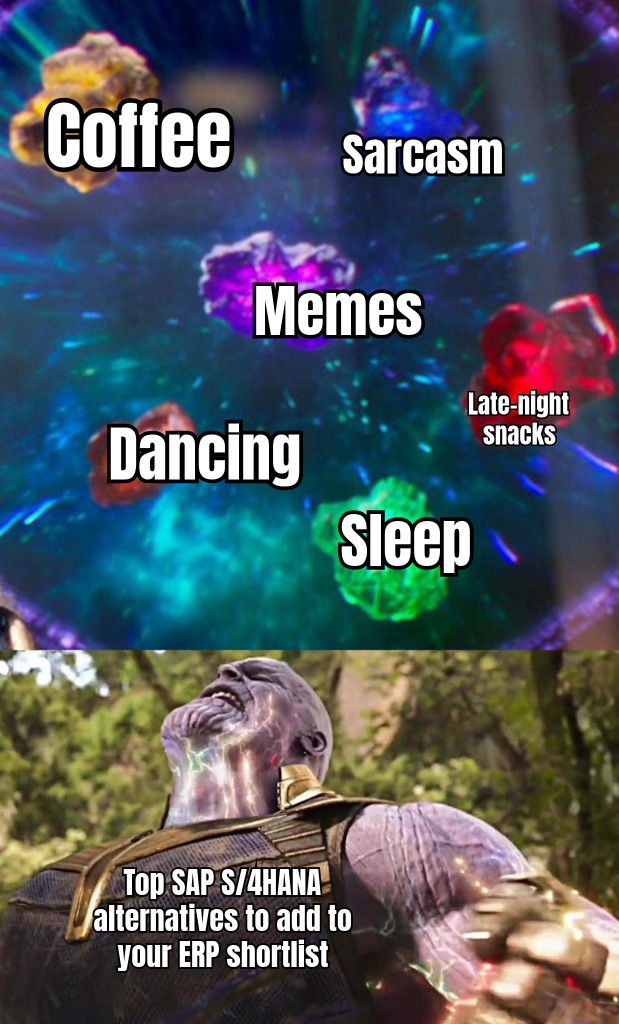 Coffee
Sarcasm
Memes
Late-night
snacks
Dancing
Sleep
Top SAP S/4HANA
alternatives to add to
your ERP shortlist